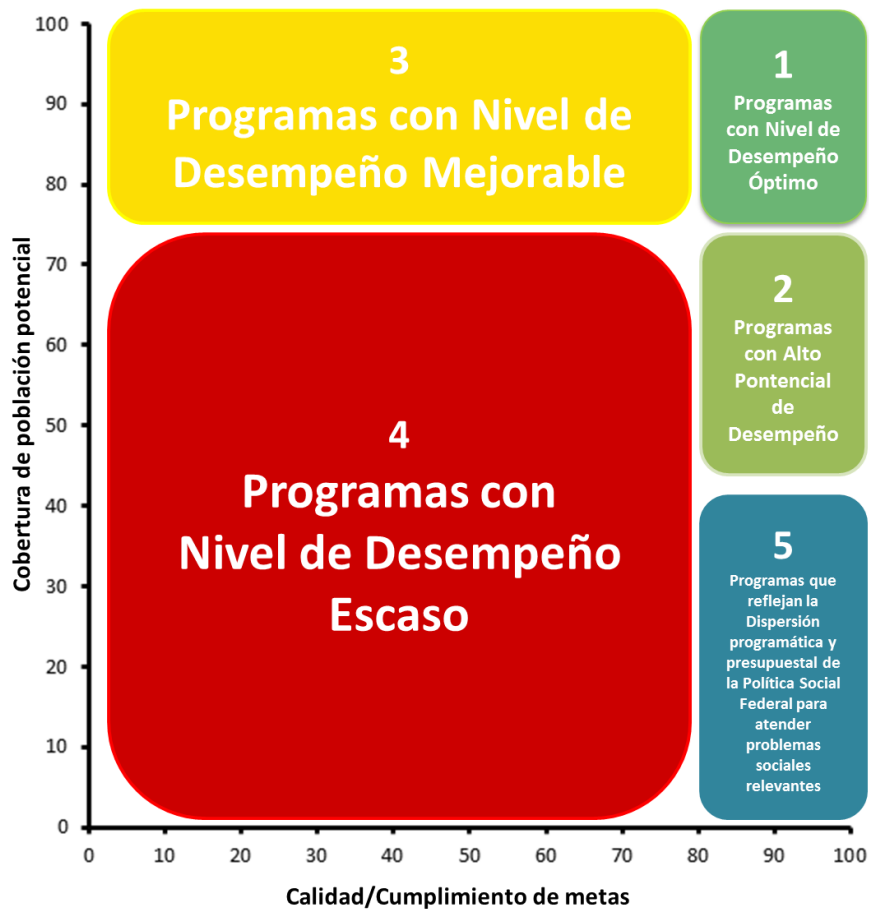 Cobertura de población potencial
100
90
80
70
60
50
40
30
20
10
0
3
Programas con Nivel de
Desempeño Mejorable
1
Programas
con Nivel de
Desempeño
Óptimo
2
Programas
con Alto
Pontencial
de
Desempeño
4
Programas con
Nivel de Desempeño
Escaso
5
Programas que
reflejan la
Dispersión
programática y
presupuestal de
la Política Social
Federal para
atender
problemas
sociales
relevantes
0 10 20 30 40 50 60 70 80 90 100
Calidad/Cumplimiento de metas